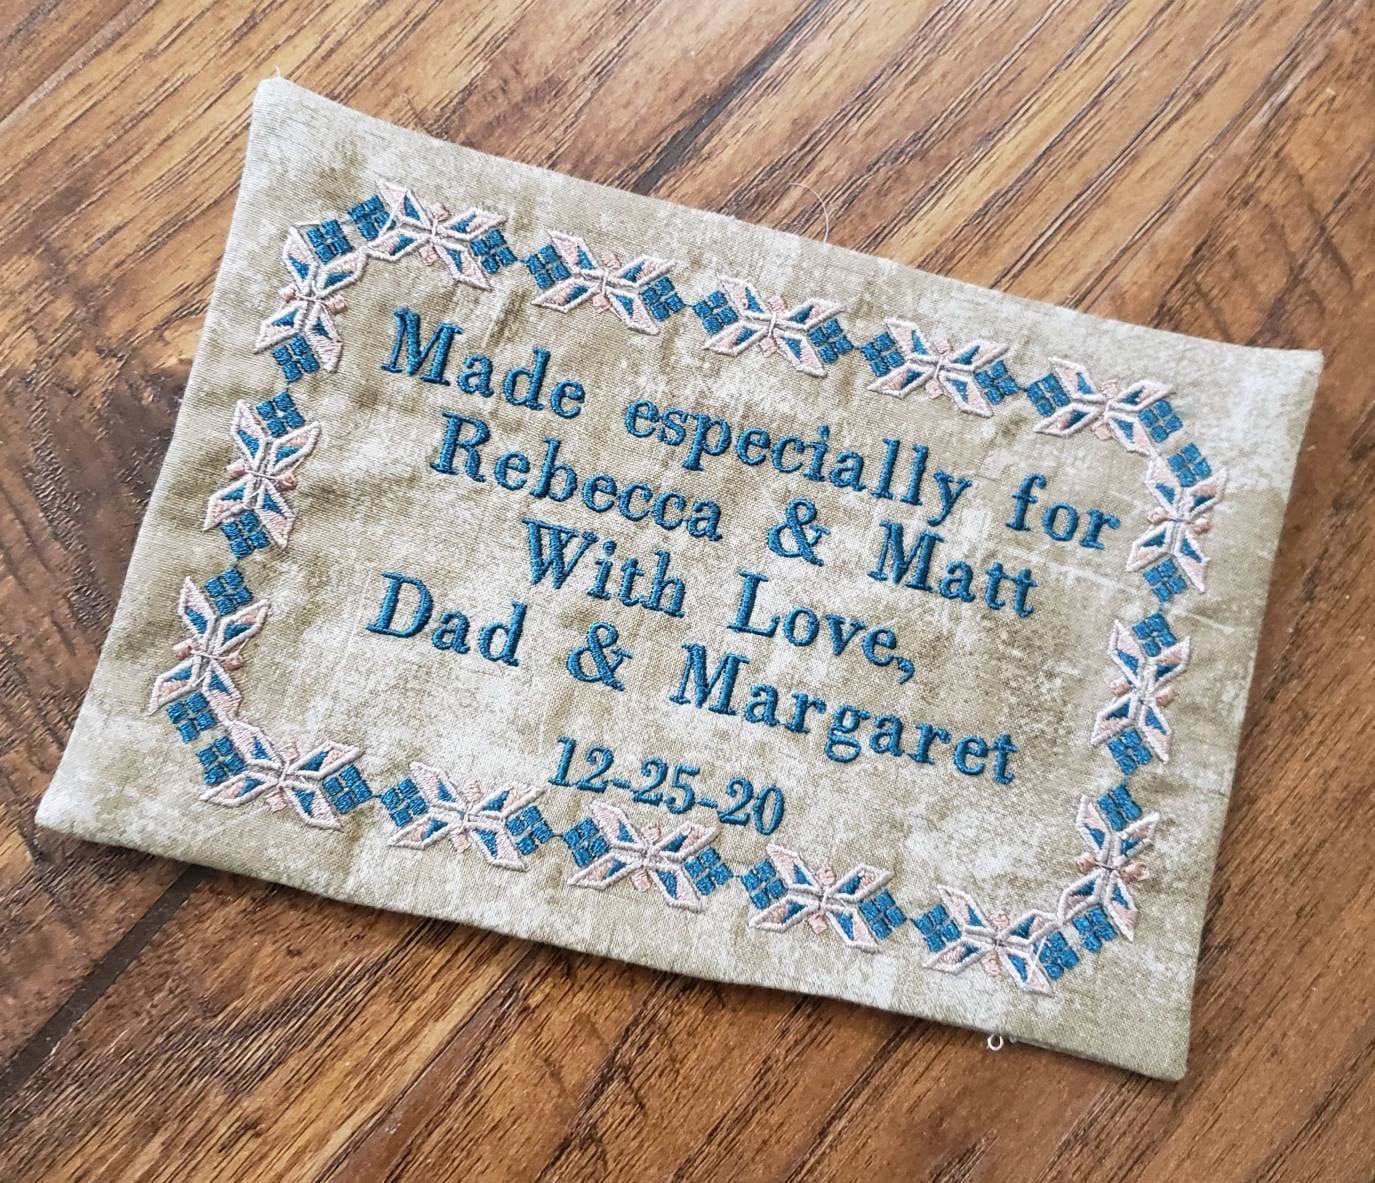 Made especially for
Rebecca & Matt
With Love,
Dad & Margaret
12-25-20